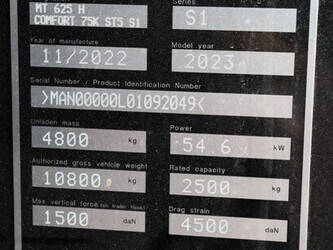 Series
MT 625 H
COMFORT 75K ST5 S1
S1
Year of manufacture
Model year
11/2022
2023
Serial Number / Product Identification Number
>MAN00000L01092049<
Unladen mass
Power
4800 kg
54.6 kW
Authorized gross vehicle weight
Rated capacity
10800 kg
2500 kg
Max vertical force
Drag strain
1500 daN
4500 daN